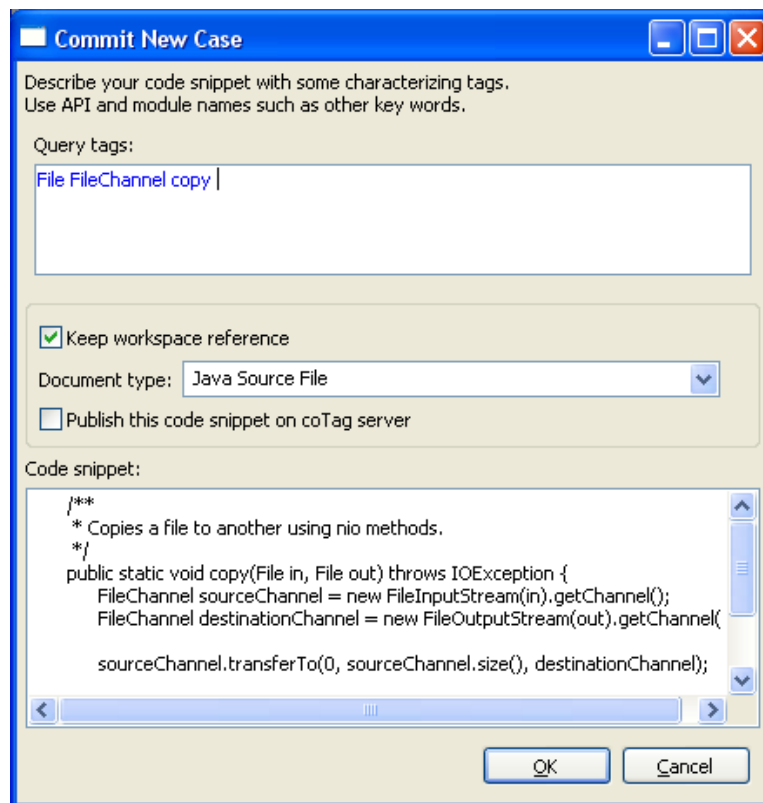 Commit New Case
Describe your code snippet with some characterizing tags.
Use API and module names such as other key words.
Query tags:
File FileChannel copy
Keep workspace reference
Document type: Java Source File
Publish this code snippet on coTag server
Code snippet:
/**
* Copies a file to another using nio methods.
*/
public static void copy(File in, File out) throws IOException {
FileChannel sourceChannel = new FileInputStream(in).getChannel();
FileChannel destinationChannel = new FileOutputStream(out).getChannel(
sourceChannel.transferTo(0, sourceChannel.size(), destinationChannel);
OK Cancel